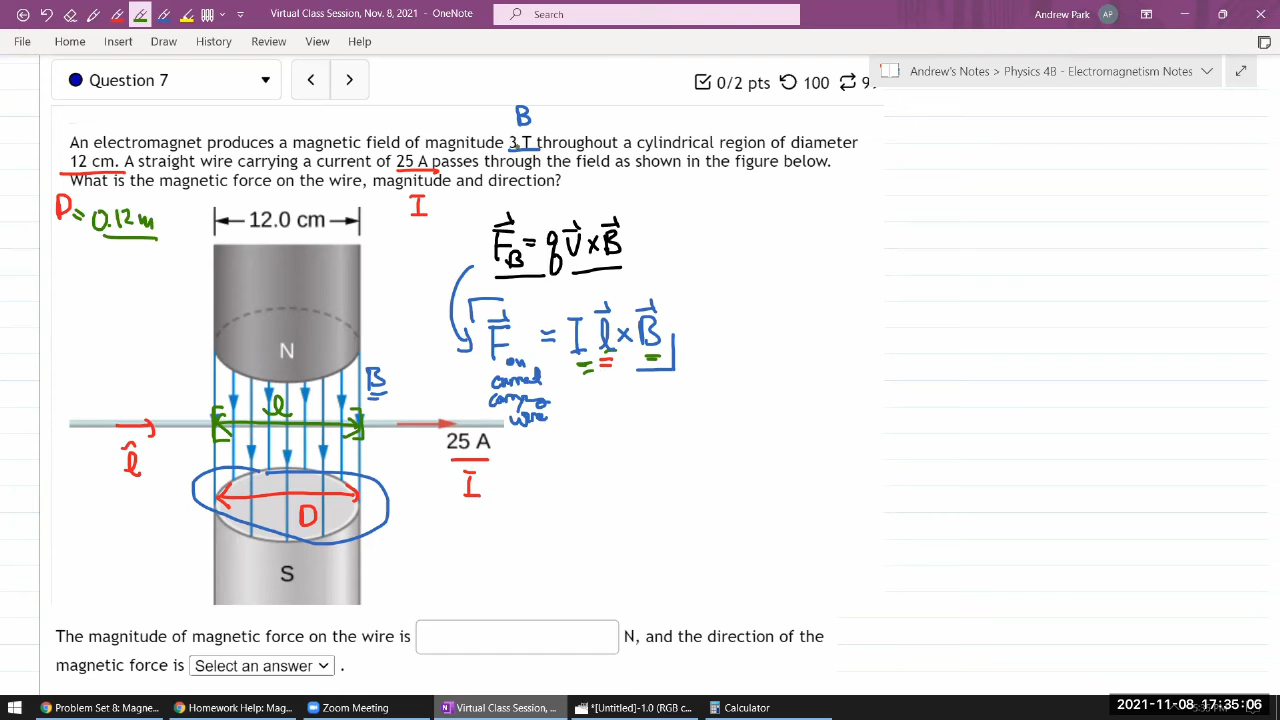 Virtual Class Session, Nov. 8, 2021 - OneNote
Search
Andrew Park
AP
File Home Insert Draw History Review View Help
Question 7
0/2 pts 100
Andrew's Notes > Physics 4B - Electromagnetism Notes
B
An electromagnet produces a magnetic field of magnitude 3 T throughout a cylindrical region of diameter
12 cm. A straight wire carrying a current of 25 A passes through the field as shown in the figure below.
What is the magnetic force on the wire, magnitude and direction?
D = 0.12m
I
12.0 cm
F⃗_B = q v⃗ × B⃗
F⃗ = I l⃗ × B⃗
on
carrying
wire
N
B
l
l̂
25 A
I
D
S
The magnitude of magnetic force on the wire is N, and the direction of the
magnetic force is Select an answer .
Problem Set 8: Magne...
Homework Help: Mag...
Zoom Meeting
Virtual Class Session, ...
*[Untitled]-1.0 (RGB c...
Calculator
2021-11-08 17:35:06